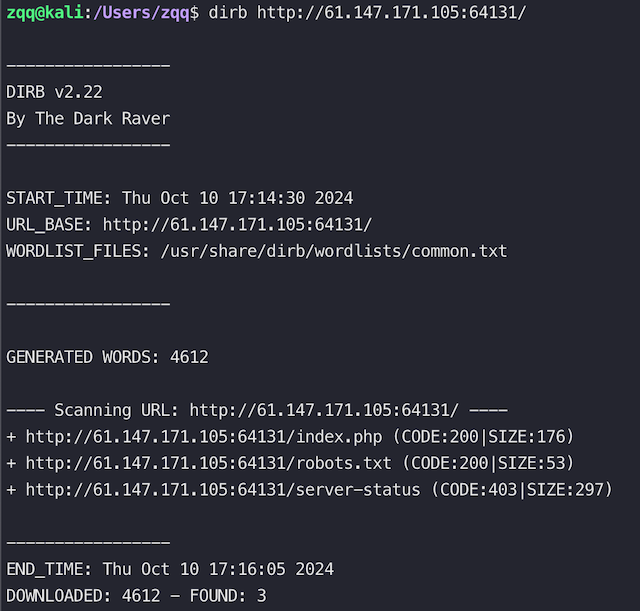 zqq@kali:/Users/zqq$ dirb http://61.147.171.105:64131/
-----------------
DIRB v2.22
By The Dark Raver
-----------------
START_TIME: Thu Oct 10 17:14:30 2024
URL_BASE: http://61.147.171.105:64131/
WORDLIST_FILES: /usr/share/dirb/wordlists/common.txt
-----------------
GENERATED WORDS: 4612
---- Scanning URL: http://61.147.171.105:64131/ ----
+ http://61.147.171.105:64131/index.php (CODE:200|SIZE:176)
+ http://61.147.171.105:64131/robots.txt (CODE:200|SIZE:53)
+ http://61.147.171.105:64131/server-status (CODE:403|SIZE:297)
-----------------
END_TIME: Thu Oct 10 17:16:05 2024
DOWNLOADED: 4612 - FOUND: 3